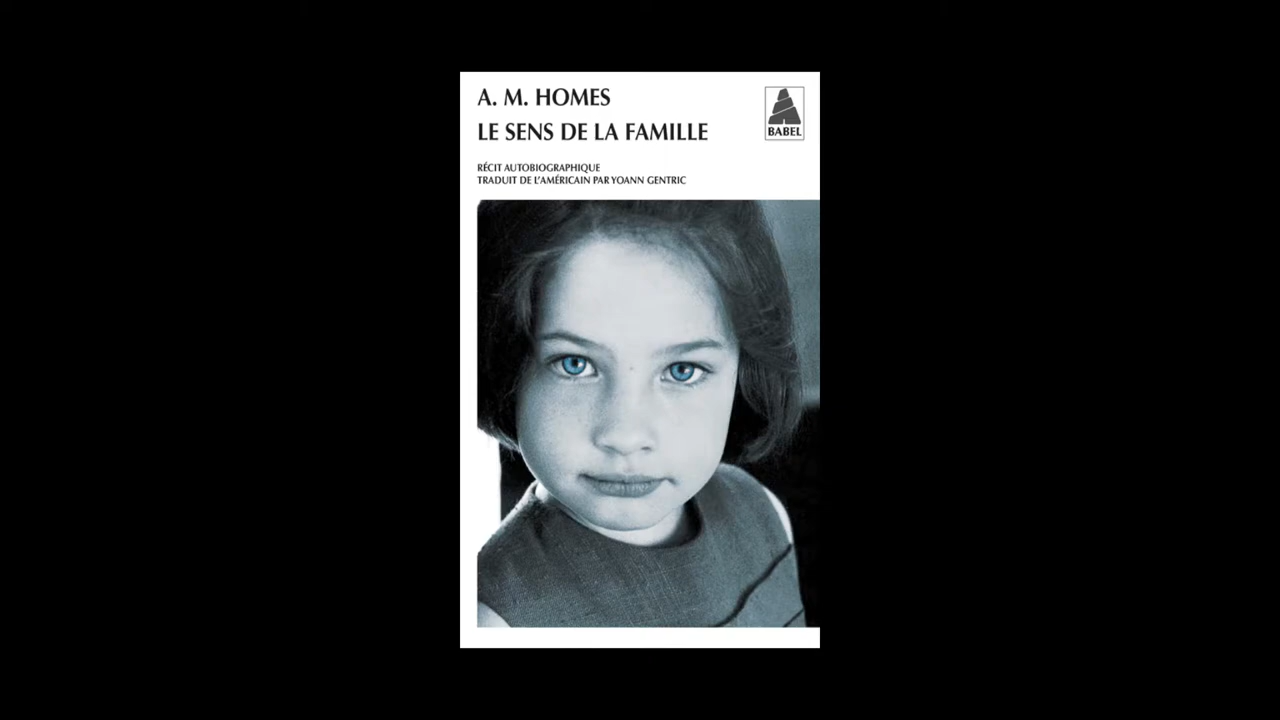 A. M. HOMES
LE SENS DE LA FAMILLE
BABEL
RÉCIT AUTOBIOGRAPHIQUE
TRADUIT DE L'AMÉRICAIN PAR YOANN GENTRIC